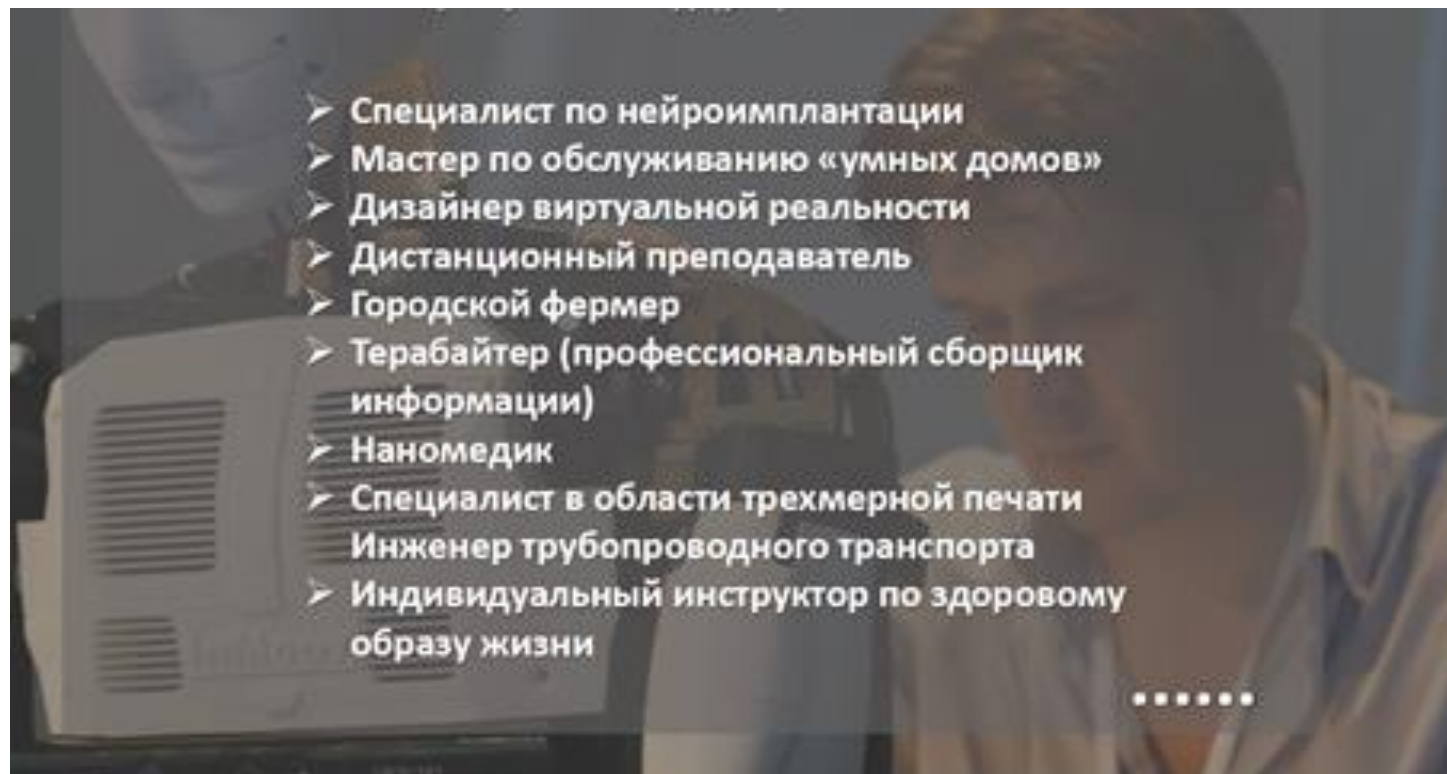 ➢ Специалист по нейроимплантации
➢ Мастер по обслуживанию «умных домов»
➢ Дизайнер виртуальной реальности
➢ Дистанционный преподаватель
➢ Городской фермер
➢ Терабайтер (профессиональный сборщик
информации)
➢ Наномедик
➢ Специалист в области трехмерной печати
Инженер трубопроводного транспорта
➢ Индивидуальный инструктор по здоровому
образу жизни
......